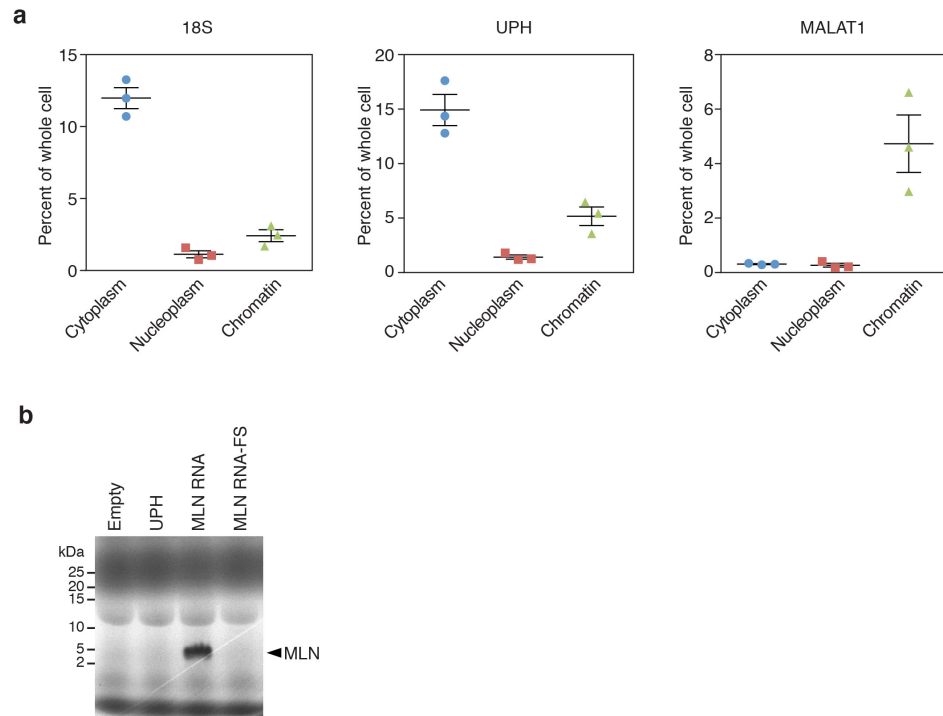 a
18S
Percent of whole cell
15
10
5
0
Cytoplasm
Nucleoplasm
Chromatin
UPH
Percent of whole cell
20
15
10
5
0
Cytoplasm
Nucleoplasm
Chromatin
MALAT1
Percent of whole cell
8
6
4
2
0
Cytoplasm
Nucleoplasm
Chromatin
b
Empty
UPH
MLN RNA
MLN RNA-FS
kDa
25
20
15
10
5
2
MLN